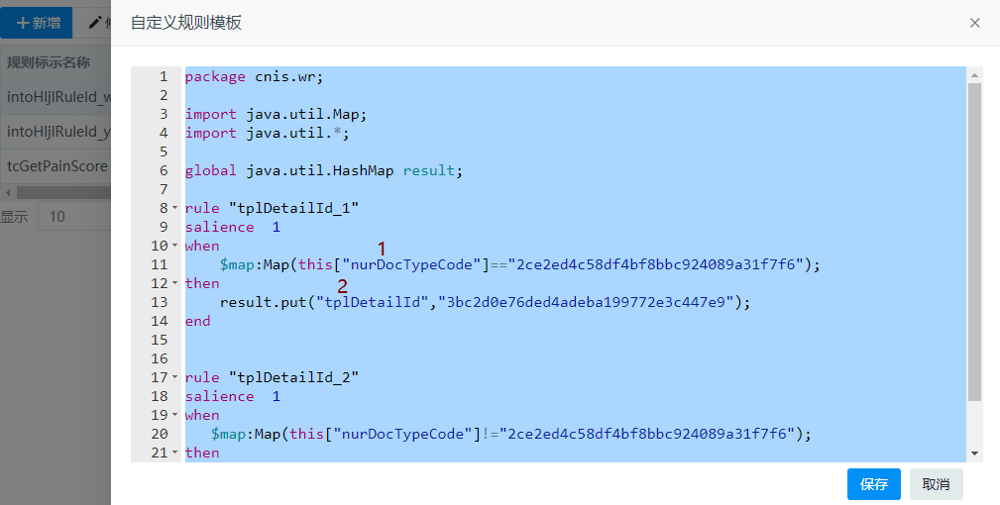 新增
自定义规则模板
规则标示名称
intoHljlRuleId_w
intoHljlRuleId_y
tcGetPainScore
显示 10
1 package cnis.wr;
2
3 import java.util.Map;
4 import java.util.*;
5
6 global java.util.HashMap result;
7
8 rule "tplDetailId_1"
9 salience 1
10 when
1
11 $map:Map(this["nurDocTypeCode"]=="2ce2ed4c58df4bf8bbc924089a31f7f6");
12 then
2
13 result.put("tplDetailId","3bc2d0e76ded4adeba199772e3c447e9");
14 end
15
16
17 rule "tplDetailId_2"
18 salience 1
19 when
20 $map:Map(this["nurDocTypeCode"]!="2ce2ed4c58df4bf8bbc924089a31f7f6");
21 then
保存 取消